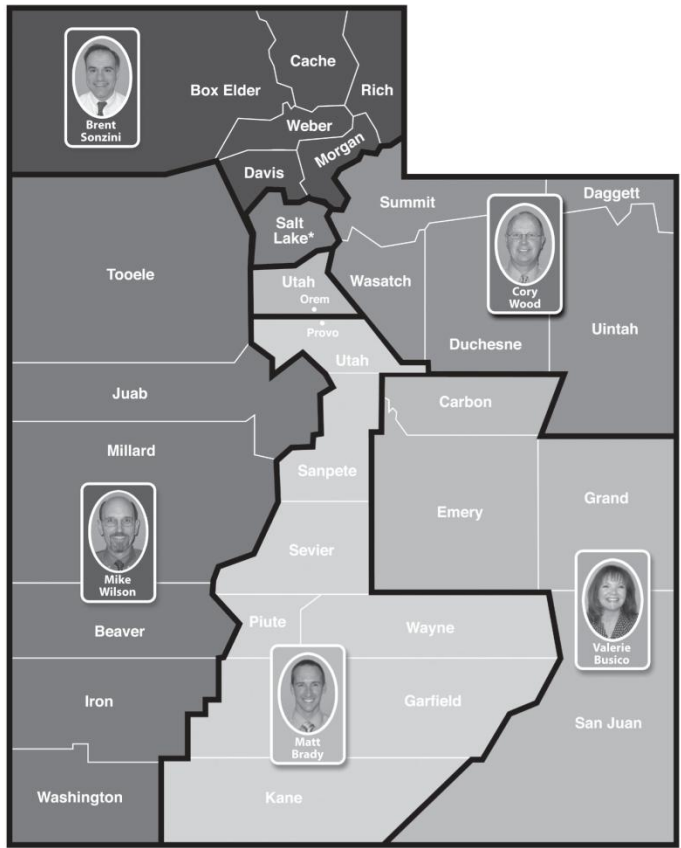 Cache
Box Elder
Rich
Brent
Sonzini
Weber
Morgan
Davis
Summit
Daggett
Salt
Lake*
Tooele
Utah
Orem
Wasatch
Cory
Wood
Uintah
Provo
Utah
Duchesne
Juab
Carbon
Millard
Sanpete
Grand
Emery
Sevier
Mike
Wilson
Piute
Wayne
Beaver
Valerie
Busico
Iron
Garfield
San Juan
Matt
Brady
Washington
Kane